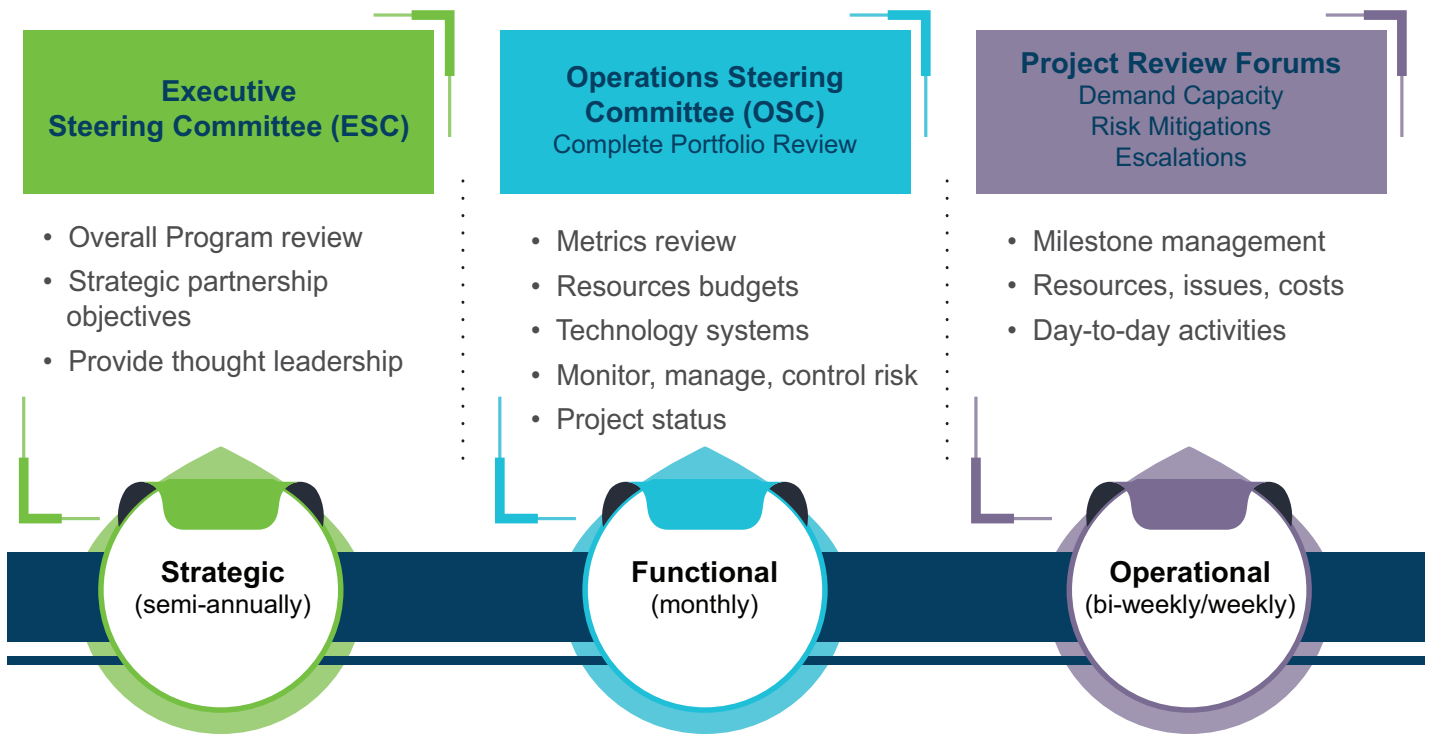 Executive
Steering Committee (ESC)
• Overall Program review
• Strategic partnership
objectives
• Provide thought leadership
Strategic
(semi-annually)
Operations Steering
Committee (OSC)
Complete Portfolio Review
• Metrics review
• Resources budgets
• Technology systems
• Monitor, manage, control risk
• Project status
Functional
(monthly)
Project Review Forums
Demand Capacity
Risk Mitigations
Escalations
• Milestone management
• Resources, issues, costs
• Day-to-day activities
Operational
(bi-weekly/weekly)